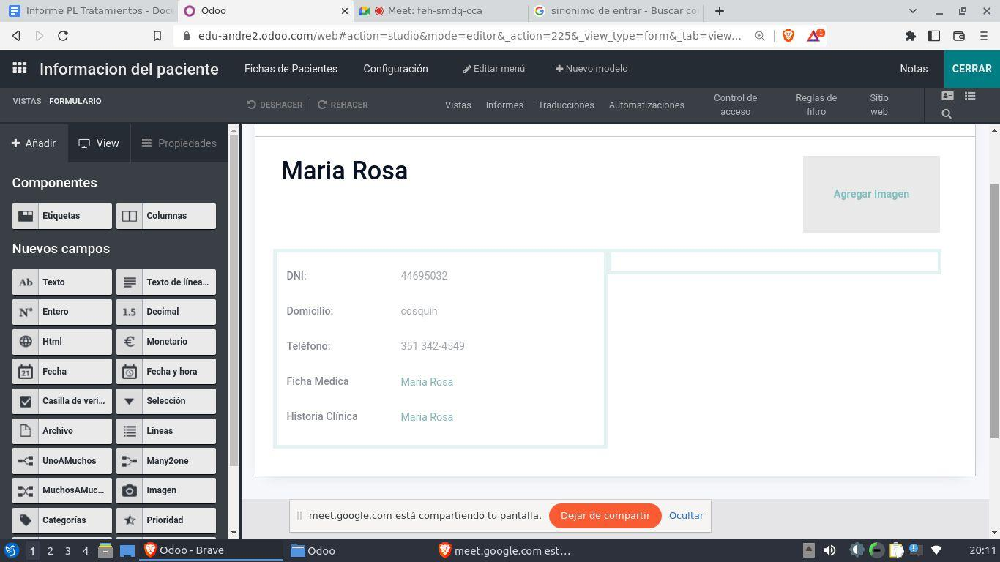 Informe PL Tratamientos - Docu
Odoo
Meet: feh-smdq-cca
sinonimo de entrar - Buscar co
edu-andre2.odoo.com/web#action=studio&mode=editor&_action=225&_view_type=form&_tab=view...
1
Informacion del paciente
Fichas de Pacientes
Configuración
Editar menú
Nuevo modelo
Notas
CERRAR
VISTAS
FORMULARIO
DESHACER
REHACER
Vistas
Informes
Traducciones
Automatizaciones
Control de
acceso
Reglas de
filtro
Sitio
web
Añadir
View
Propiedades
Componentes
Etiquetas
Columnas
Nuevos campos
Ab Texto
Texto de línea...
N° Entero
1.5 Decimal
Html
€ Monetario
21 Fecha
Fecha y hora
Casilla de veri...
Selección
Archivo
Líneas
UnoAMuchos
Many2one
MuchosAMuc...
Imagen
Categorías
Prioridad
Maria Rosa
Agregar Imagen
DNI: 44695032
Domicilio: cosquin
Teléfono: 351 342-4549
Ficha Medica Maria Rosa
Historia Clínica Maria Rosa
meet.google.com está compartiendo tu pantalla.
Dejar de compartir
Ocultar
1 2 3 4
Odoo - Brave
Odoo
meet.google.com est...
20:11